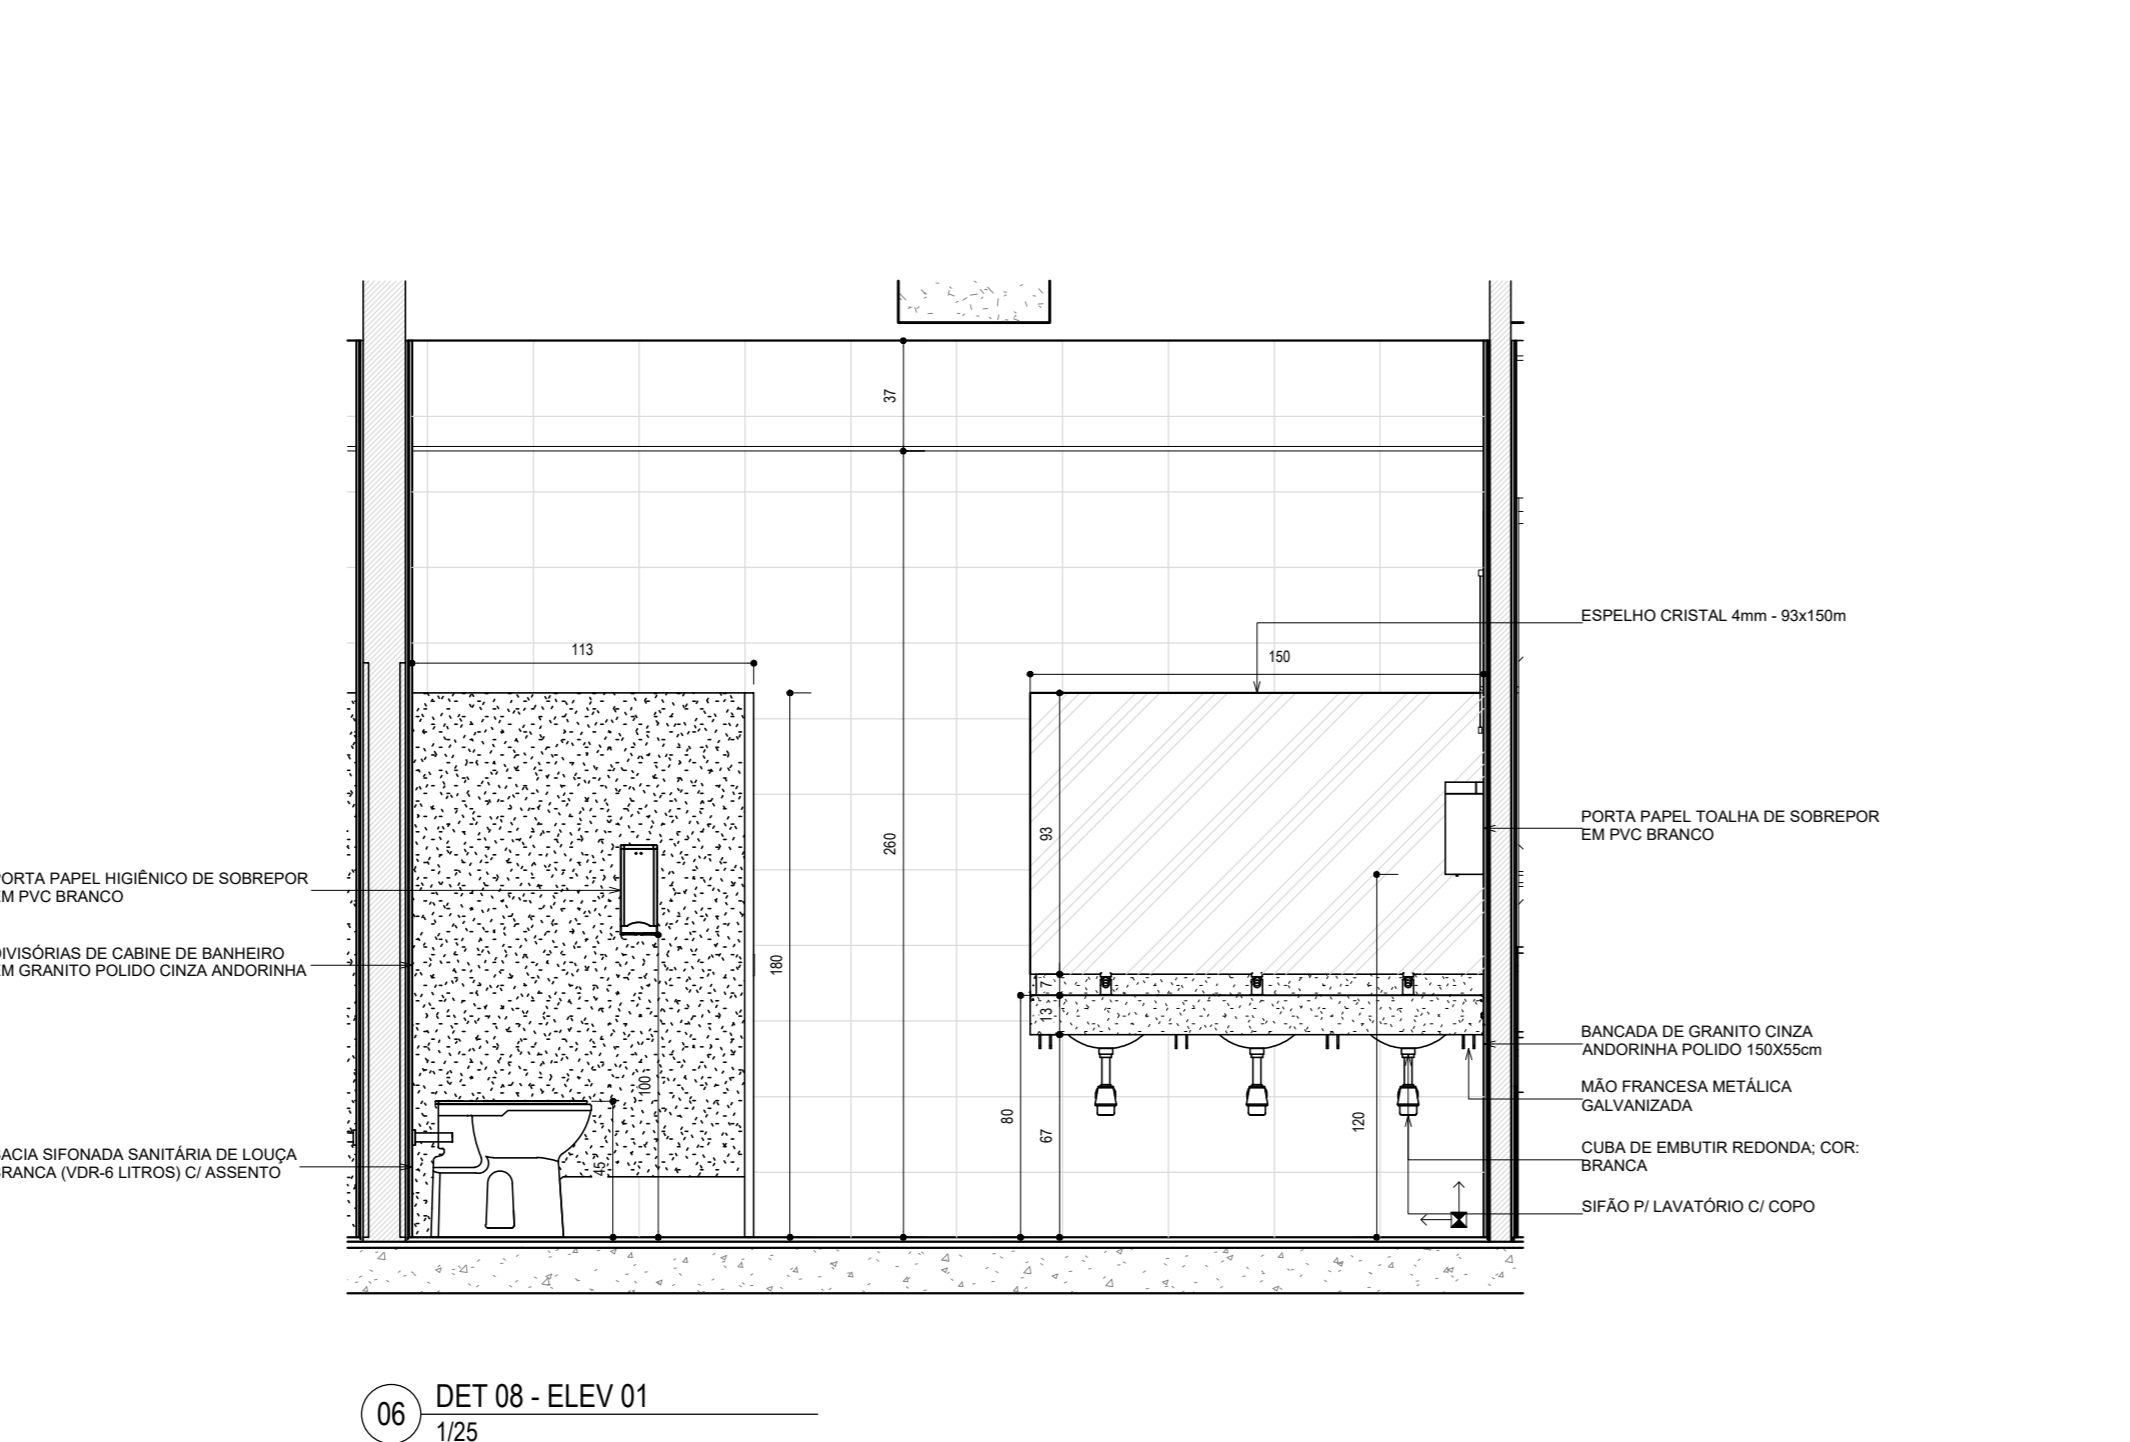 37
ESPELHO CRISTAL 4mm - 93x150m
113
150
PORTA PAPEL TOALHA DE SOBREPOR
EM PVC BRANCO
93
260
ORTA PAPEL HIGIÊNICO DE SOBREPOR
M PVC BRANCO
IVISÓRIAS DE CABINE DE BANHEIRO
M GRANITO POLIDO CINZA ANDORINHA
180
7
13
BANCADA DE GRANITO CINZA
ANDORINHA POLIDO 150X55cm
MÃO FRANCESA METÁLICA
GALVANIZADA
100
80
67
120
CUBA DE EMBUTIR REDONDA; COR:
BRANCA
ACIA SIFONADA SANITÁRIA DE LOUÇA
RANCA (VDR-6 LITROS) C/ ASSENTO
45
SIFÃO P/ LAVATÓRIO C/ COPO
06
DET 08 - ELEV 01
1/25